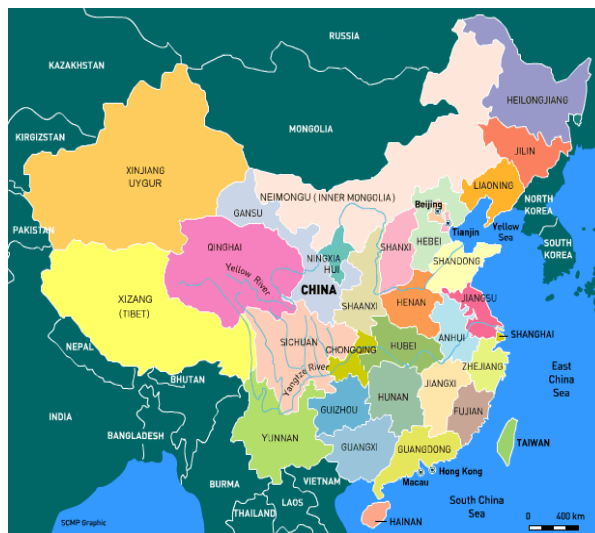 RUSSIA
KAZAKHSTAN
HEILONGJIANG
MONGOLIA
KIRGIZSTAN
JILIN
XINJIANG
UYGUR
LIAONING
NEIMONGU (INNER MONGOLIA)
Beijing
NORTH
KOREA
GANSU
PAKISTAN
Tianjin
Yellow
Sea
QINGHAI
SHANXI
HEBEI
SOUTH
KOREA
NINGXIA
HUI
SHANDONG
Yellow River
CHINA
XIZANG
(TIBET)
SHAANXI
HENAN
JIANGSU
SHANGHAI
NEPAL
SICHUAN
CHONGQING
HUBEI
ANHUI
Yangtze River
ZHEJIANG
East
China
Sea
BHUTAN
JIANGXI
INDIA
GUIZHOU
HUNAN
FUJIAN
BANGLADESH
YUNNAN
GUANGXI
GUANGDONG
TAIWAN
Hong Kong
Macau
BURMA
VIETNAM
LAOS
South China
Sea
THAILAND
SCMP Graphic
HAINAN
0 400 km